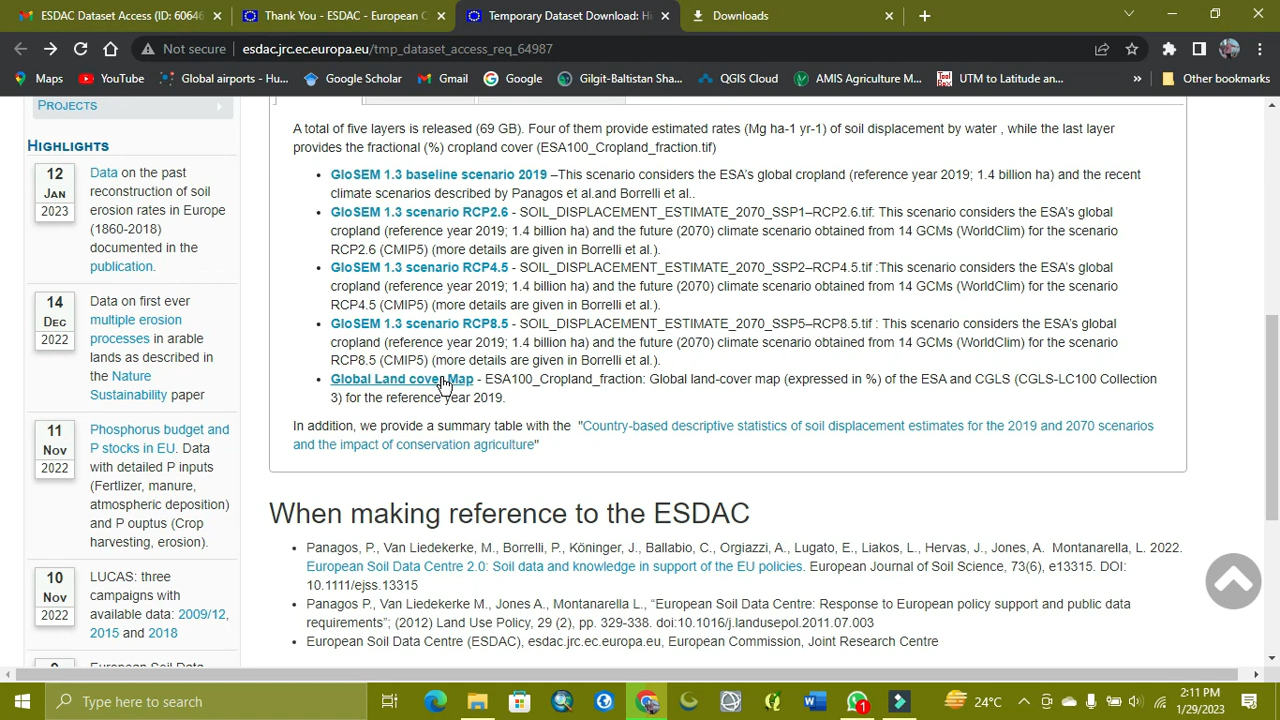 ESDAC Dataset Access (ID: 60646
Thank You - ESDAC - European C
Temporary Dataset Download: Hi
Downloads
Not secure
esdac.jrc.ec.europa.eu/tmp_dataset_access_req_64987
Maps
YouTube
Global airports - Hu...
Google Scholar
Gmail
Google
Gilgit-Baltistan Sha...
QGIS Cloud
AMIS Agriculture M...
UTM to Latitude an...
»
Other bookmarks
PROJECTS
HIGHLIGHTS
12
JAN
2023
Data on the past
reconstruction of soil
erosion rates in Europe
(1860-2018)
documented in the
publication.
14
DEC
2022
Data on first ever
multiple erosion
processes in arable
lands as described in
the Nature
Sustainability paper
11
NOV
2022
Phosphorus budget and
P stocks in EU. Data
with detailed P inputs
(Fertlizer, manure,
atmospheric deposition)
and P ouptus (Crop
harvesting, erosion).
10
NOV
2022
LUCAS: three
campaigns with
available data: 2009/12,
2015 and 2018
A total of five layers is released (69 GB). Four of them provide estimated rates (Mg ha-1 yr-1) of soil displacement by water , while the last layer
provides the fractional (%) cropland cover (ESA100_Cropland_fraction.tif)
• GloSEM 1.3 baseline scenario 2019 –This scenario considers the ESA's global cropland (reference year 2019; 1.4 billion ha) and the recent
climate scenarios described by Panagos et al.and Borrelli et al..
• GloSEM 1.3 scenario RCP2.6 - SOIL_DISPLACEMENT_ESTIMATE_2070_SSP1–RCP2.6.tif: This scenario considers the ESA's global
cropland (reference year 2019; 1.4 billion ha) and the future (2070) climate scenario obtained from 14 GCMs (WorldClim) for the scenario
RCP2.6 (CMIP5) (more details are given in Borrelli et al.).
• GloSEM 1.3 scenario RCP4.5 - SOIL_DISPLACEMENT_ESTIMATE_2070_SSP2–RCP4.5.tif :This scenario considers the ESA's global
cropland (reference year 2019; 1.4 billion ha) and the future (2070) climate scenario obtained from 14 GCMs (WorldClim) for the scenario
RCP4.5 (CMIP5) (more details are given in Borrelli et al.).
• GloSEM 1.3 scenario RCP8.5 - SOIL_DISPLACEMENT_ESTIMATE_2070_SSP5–RCP8.5.tif : This scenario considers the ESA's global
cropland (reference year 2019; 1.4 billion ha) and the future (2070) climate scenario obtained from 14 GCMs (WorldClim) for the scenario
RCP8.5 (CMIP5) (more details are given in Borrelli et al.).
• Global Land cover Map - ESA100_Cropland_fraction: Global land-cover map (expressed in %) of the ESA and CGLS (CGLS-LC100 Collection
3) for the reference year 2019.
In addition, we provide a summary table with the "Country-based descriptive statistics of soil displacement estimates for the 2019 and 2070 scenarios
and the impact of conservation agriculture"
When making reference to the ESDAC
• Panagos, P., Van Liedekerke, M., Borrelli, P., Köninger, J., Ballabio, C., Orgiazzi, A., Lugato, E., Liakos, L., Hervas, J., Jones, A. Montanarella, L. 2022.
European Soil Data Centre 2.0: Soil data and knowledge in support of the EU policies. European Journal of Soil Science, 73(6), e13315. DOI:
10.1111/ejss.13315
• Panagos P., Van Liedekerke M., Jones A., Montanarella L., "European Soil Data Centre: Response to European policy support and public data
requirements"; (2012) Land Use Policy, 29 (2), pp. 329-338. doi:10.1016/j.landusepol.2011.07.003
• European Soil Data Centre (ESDAC), esdac.jrc.ec.europa.eu, European Commission, Joint Research Centre
Type here to search
1
24°C
2:11 PM
1/29/2023